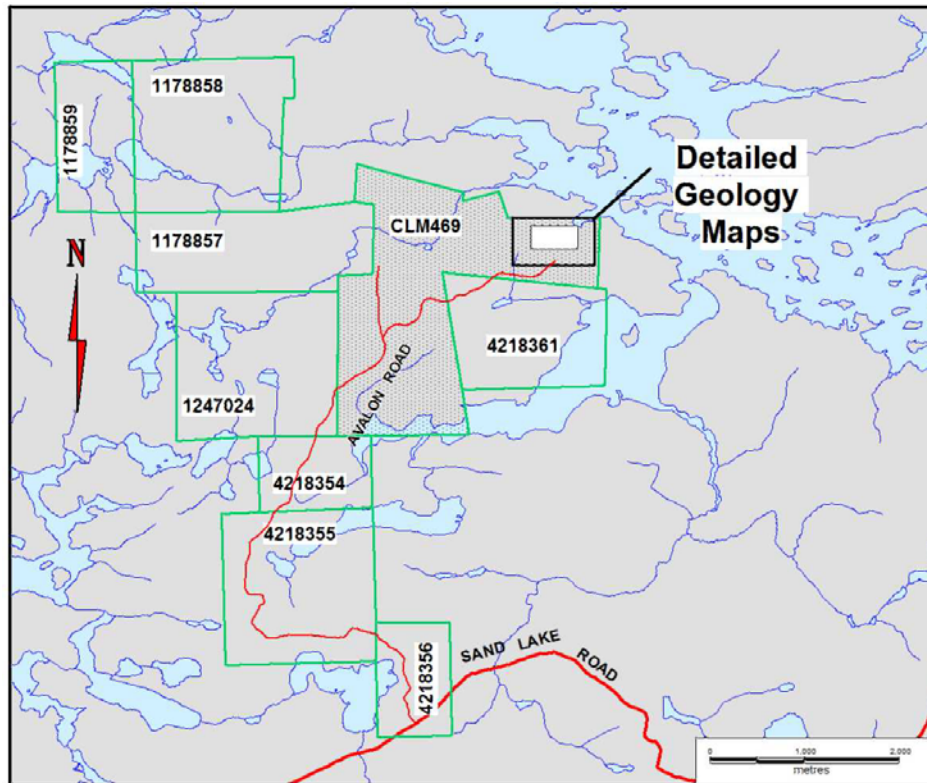 1178858
1178859
Detailed
Geology
Maps
CLM469
1178857
N
4218361
AVALON ROAD
1247024
4218354
4218355
4218356
SAND LAKE ROAD
0 1,000 2,000
metres